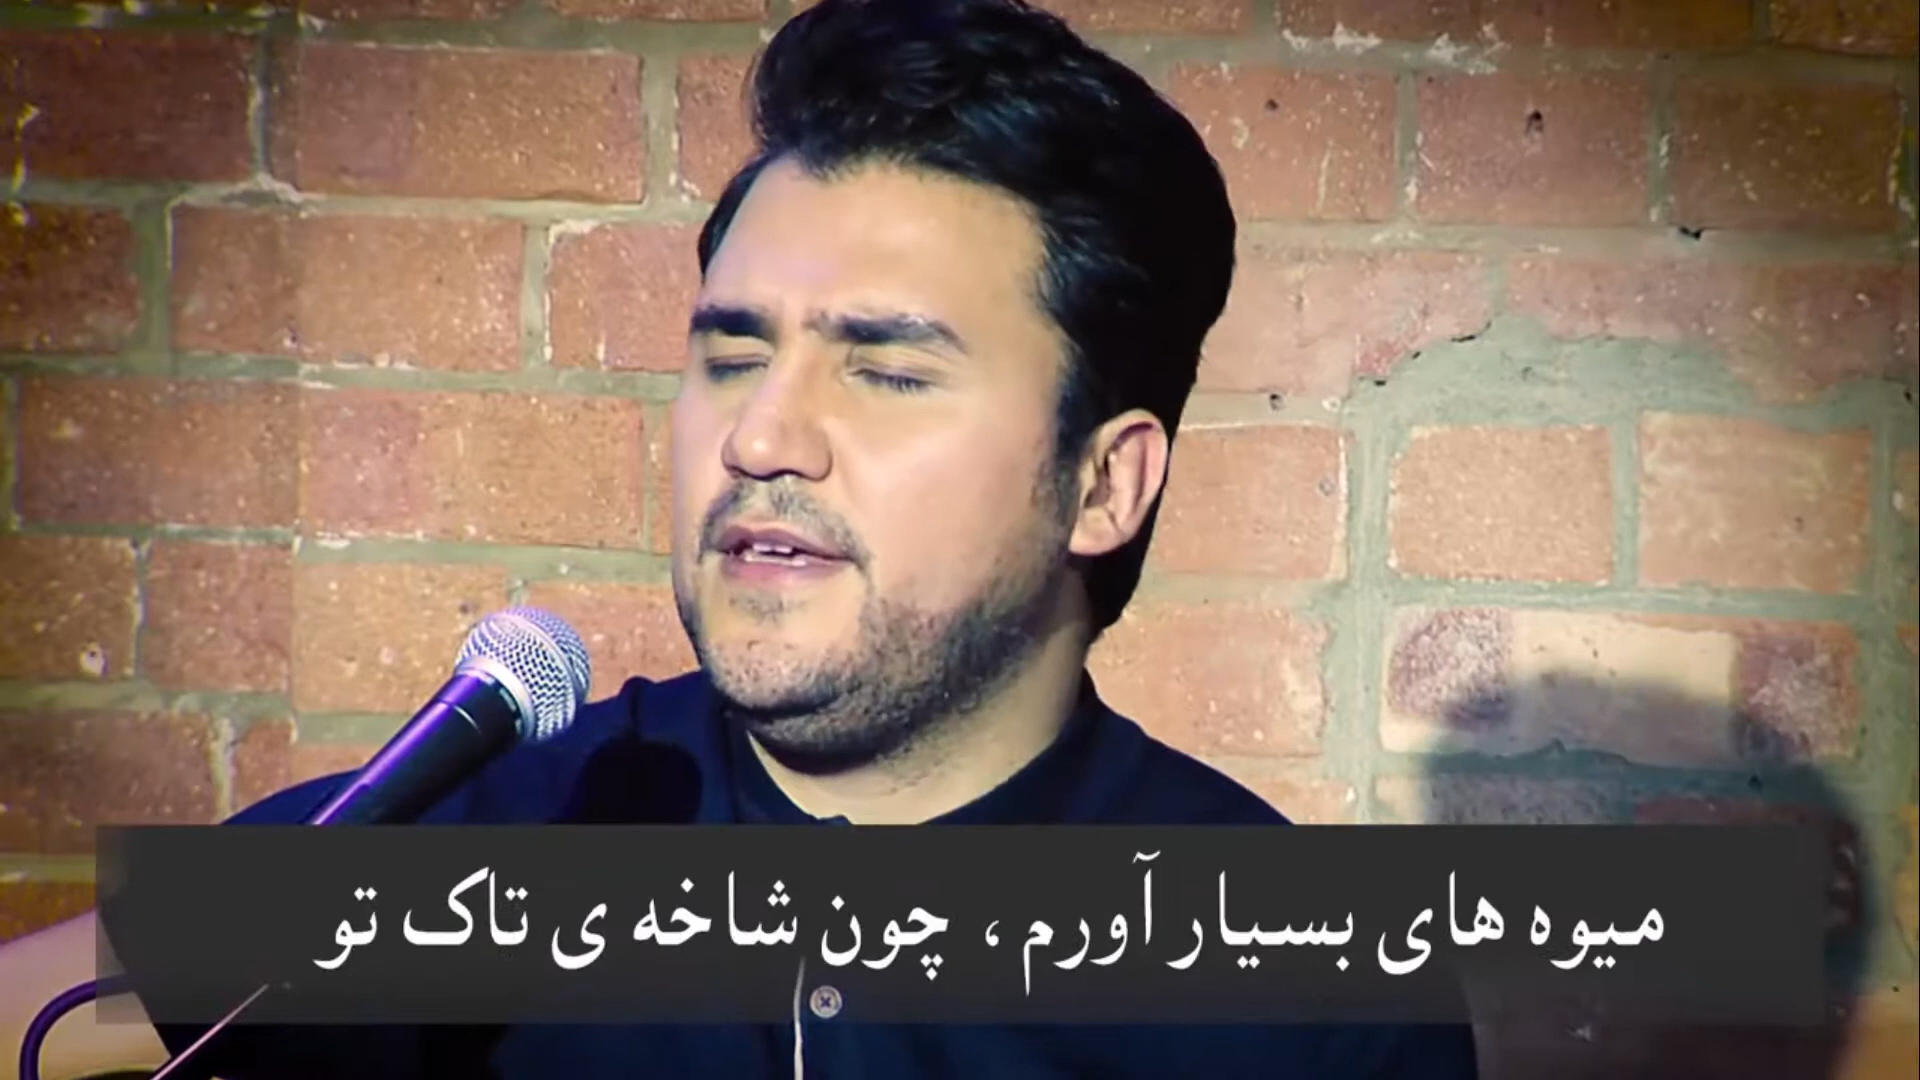 میوه های بسیار آورم ، چون شاخه ی تاک تو